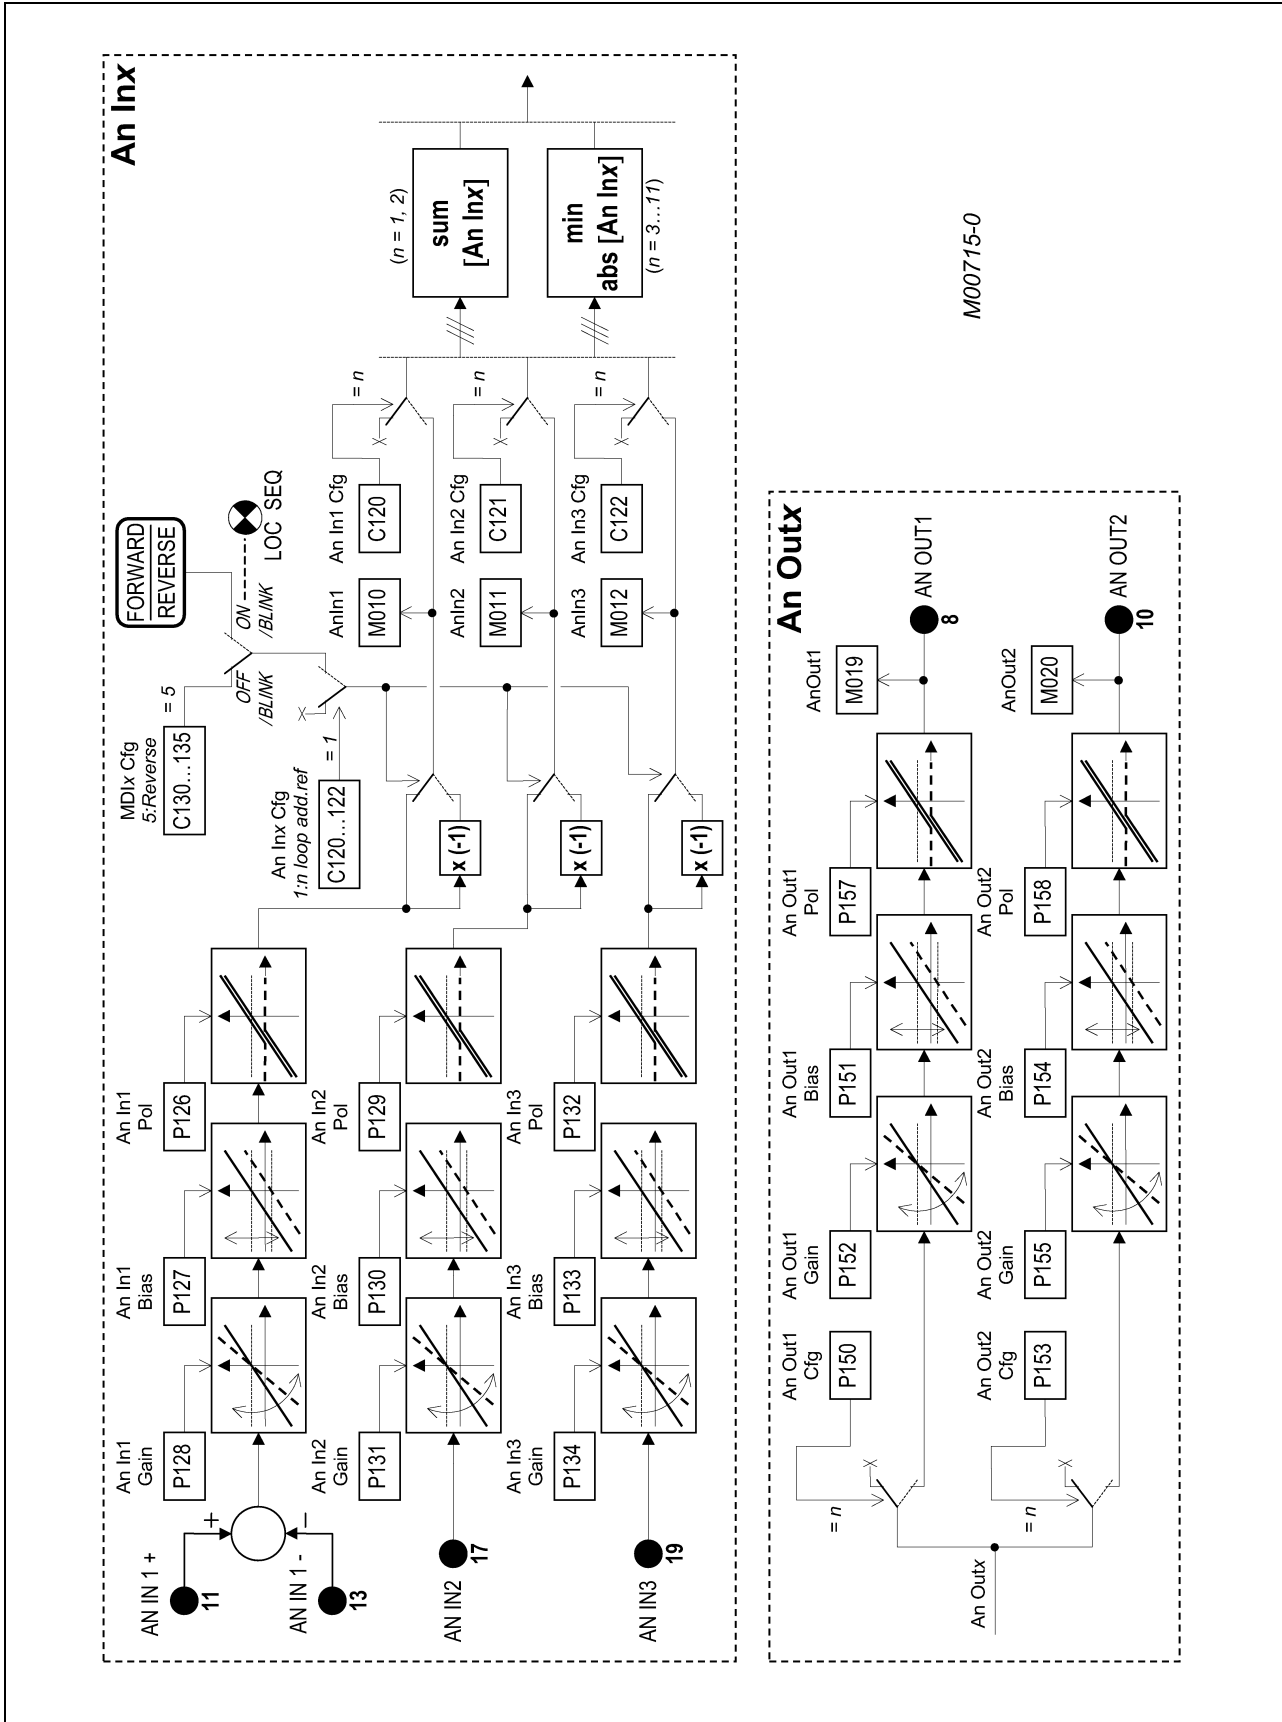 An Inx
AN IN 1 +
11
+
AN IN 1 -
13
–
An In1
Gain
P128
An In1
Bias
P127
An In1
Pol
P126
AN IN2
17
An In2
Gain
P131
An In2
Bias
P130
An In2
Pol
P129
AN IN3
19
An In3
Gain
P134
An In3
Bias
P133
An In3
Pol
P132
x (-1)
x (-1)
x (-1)
MDIx Cfg
5:Reverse
C130...135
= 5
An Inx Cfg
1:n loop add.ref
C120...122
= 1
OFF
/BLINK
ON
/BLINK
FORWARD
REVERSE
LOC SEQ
AnIn1
M010
An In1 Cfg
C120
= n
AnIn2
M011
An In2 Cfg
C121
= n
AnIn3
M012
An In3 Cfg
C122
= n
(n = 1, 2)
sum
[An Inx]
min
abs [An Inx]
(n = 3...11)
An Outx
An Outx
= n
An Out1
Cfg
P150
An Out1
Gain
P152
An Out1
Bias
P151
An Out1
Pol
P157
AnOut1
M019
AN OUT1
8
= n
An Out2
Cfg
P153
An Out2
Gain
P155
An Out2
Bias
P154
An Out2
Pol
P158
AnOut2
M020
AN OUT2
10
M00715-0